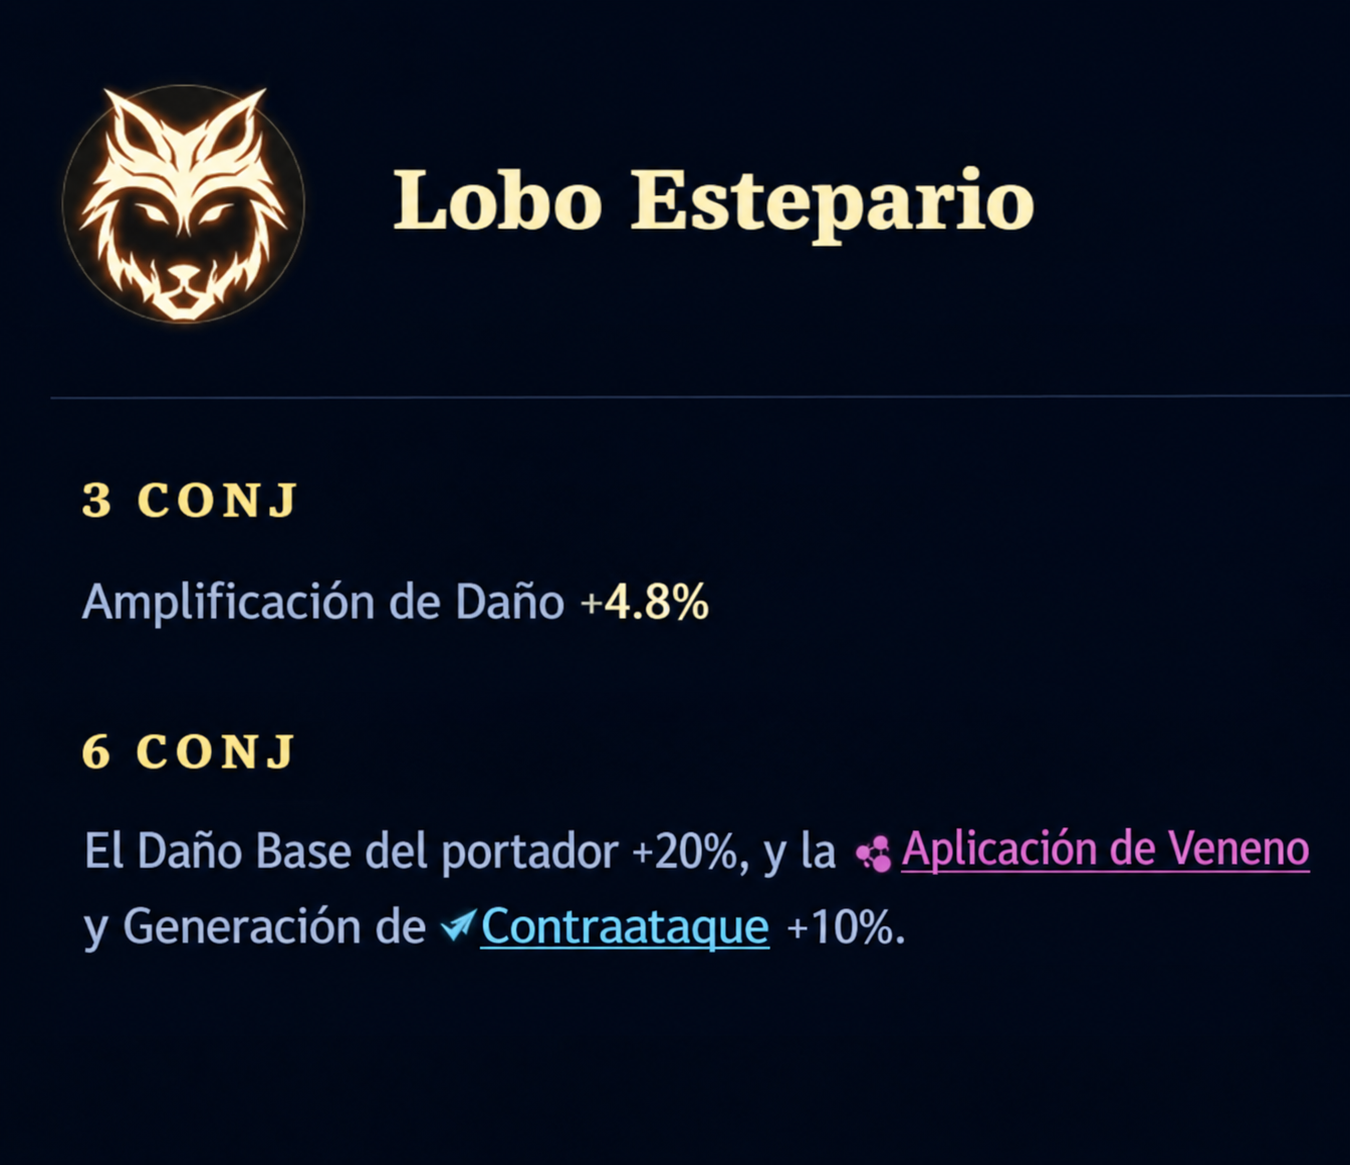 Lobo Estepario
3 CONJ
Amplificación de Daño +4.8%
6 CONJ
El Daño Base del portador +20%, y la Aplicación de Veneno
y Generación de Contraataque +10%.